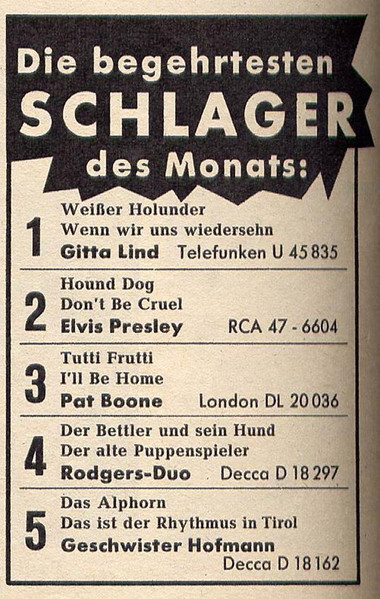 Die begehrtesten
SCHLAGER
des Monats:
1
Weißer Holunder
Wenn wir uns wiedersehn
Gitta Lind Telefunken U 45 835
2
Hound Dog
Don't Be Cruel
Elvis Presley RCA 47 - 6604
3
Tutti Frutti
I'll Be Home
Pat Boone London DL 20 036
4
Der Bettler und sein Hund
Der alte Puppenspieler
Rodgers-Duo Decca D 18 297
5
Das Alphorn
Das ist der Rhythmus in Tirol
Geschwister Hofmann
Decca D 18 162